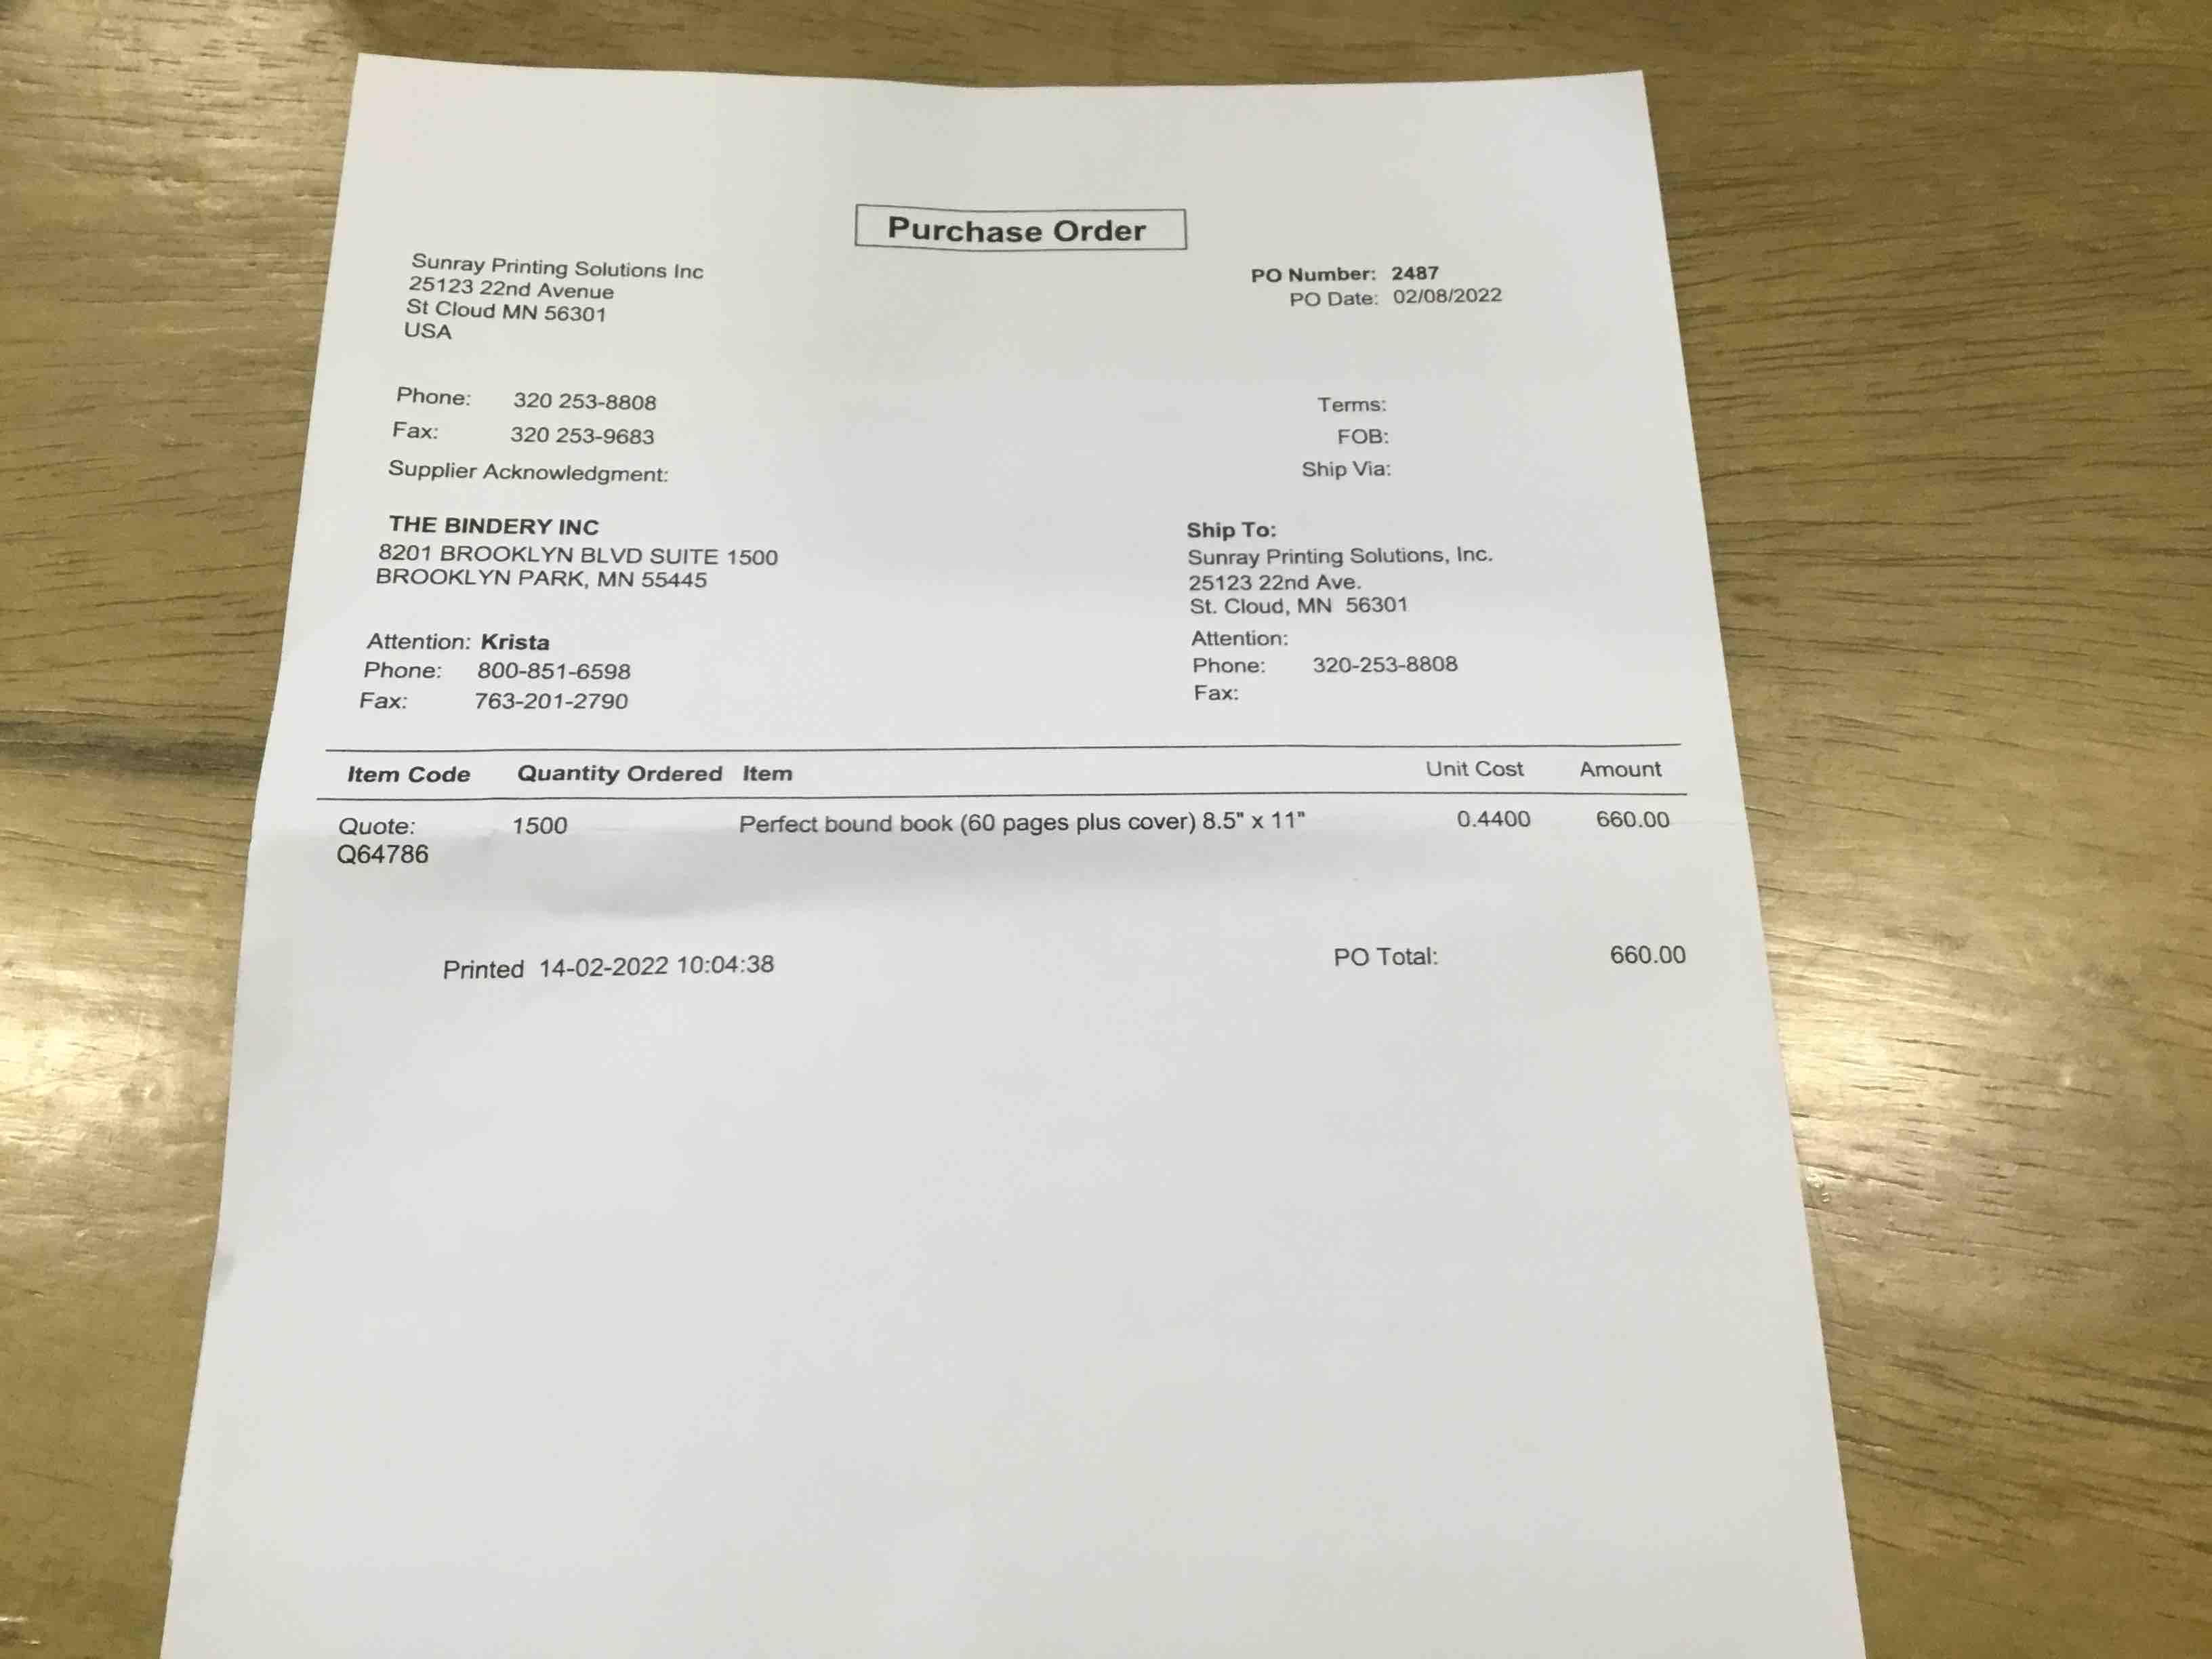 Purchase Order
Sunray Printing Solutions Inc
25123 22nd Avenue
St Cloud MN 56301
USA
PO Number: 2487
PO Date: 02/08/2022
Phone: 320 253-8808
Fax: 320 253-9683
Supplier Acknowledgment:
Terms:
FOB:
Ship Via:
THE BINDERY INC
8201 BROOKLYN BLVD SUITE 1500
BROOKLYN PARK, MN 55445
Attention: Krista
Phone: 800-851-6598
Fax: 763-201-2790
Ship To:
Sunray Printing Solutions, Inc.
25123 22nd Ave.
St. Cloud, MN 56301
Attention:
Phone: 320-253-8808
Fax:
Item Code Quantity Ordered Item Unit Cost Amount
Quote: 1500 Perfect bound book (60 pages plus cover) 8.5" x 11" 0.4400 660.00
Q64786
Printed 14-02-2022 10:04:38 PO Total: 660.00